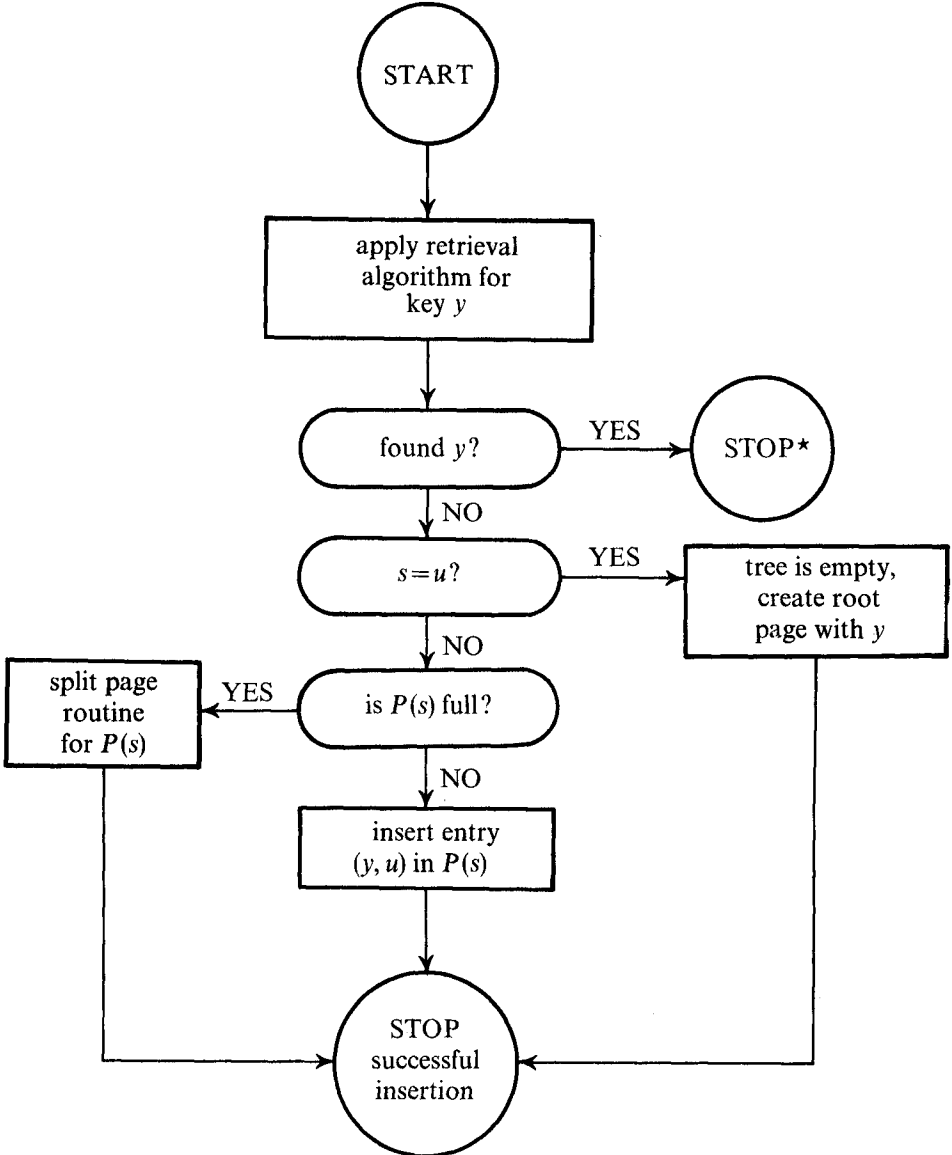 START
apply retrieval
algorithm for
key y
found y?
YES
STOP*
NO
s=u?
YES
tree is empty,
create root
page with y
NO
is P(s) full?
YES
split page
routine
for P(s)
NO
insert entry
(y, u) in P(s)
STOP
successful
insertion